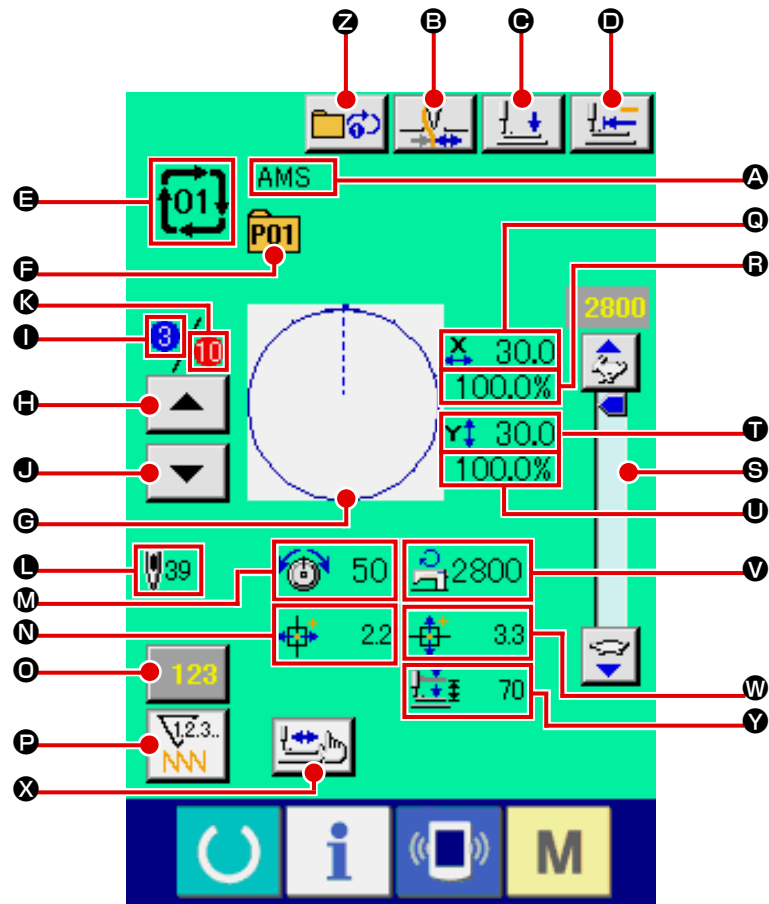 Z B C D
E 01 AMS A
F P01 Q
K R
I 3 / 10 2800
X 30.0
H 100.0%
Y 30.0 T
J 100.0% S
G U
L 39 50 2800 V
M
N 2.2 3.3
O 123 W
70
P 1.2.3.. Y
X
i M